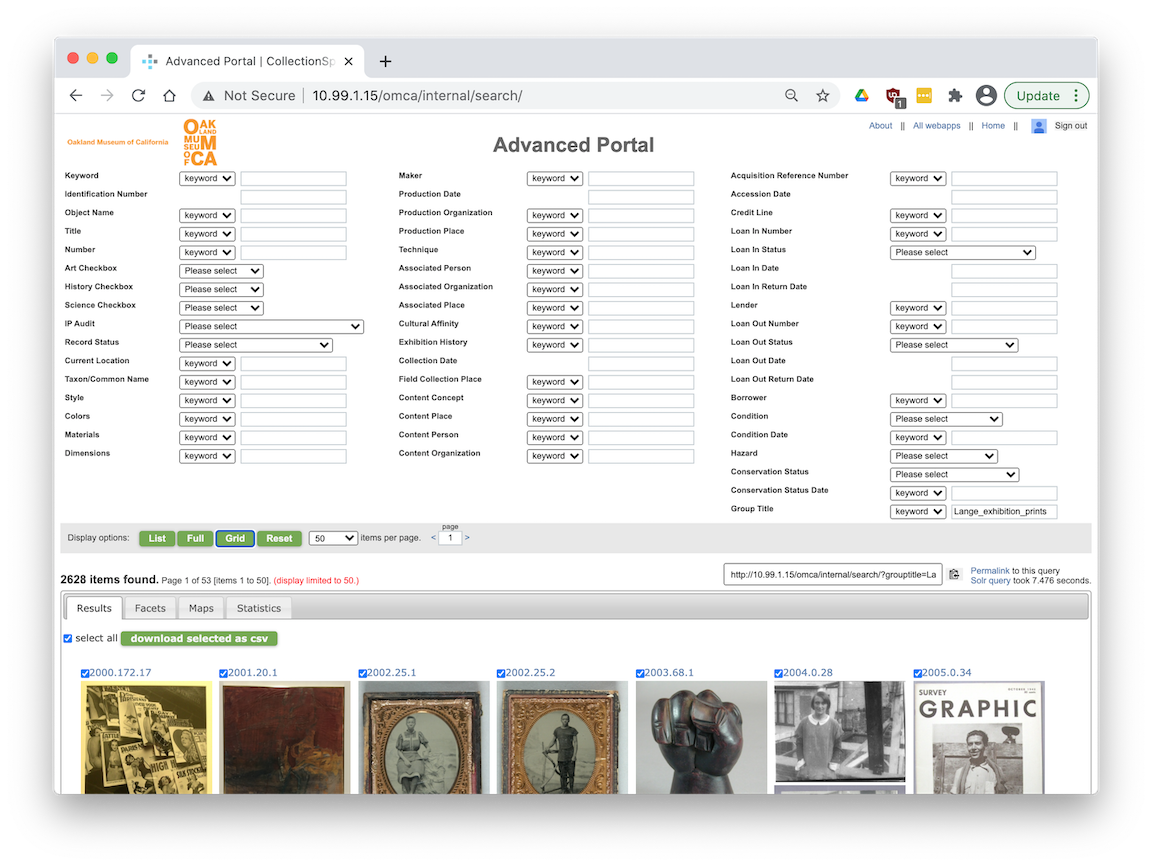 Advanced Portal | CollectionSp
Not Secure 10.99.1.15/omca/internal/search/ 1 Update
About || All webapps || Home || Sign out
Oakland Museum of California
OAK
LAND
MUSEUM
OF
CA
Advanced Portal
Keyword keyword
Identification Number
Object Name keyword
Title keyword
Number keyword
Art Checkbox Please select
History Checkbox Please select
Science Checkbox Please select
IP Audit Please select
Record Status Please select
Current Location keyword
Taxon/Common Name keyword
Style keyword
Colors keyword
Materials keyword
Dimensions keyword
Maker keyword
Production Date
Production Organization keyword
Production Place keyword
Technique keyword
Associated Person keyword
Associated Organization keyword
Associated Place keyword
Cultural Affinity keyword
Exhibition History keyword
Collection Date
Field Collection Place keyword
Content Concept keyword
Content Place keyword
Content Person keyword
Content Organization keyword
Acquisition Reference Number keyword
Accession Date
Credit Line keyword
Loan In Number keyword
Loan In Status Please select
Loan In Date
Loan In Return Date
Lender keyword
Loan Out Number keyword
Loan Out Status Please select
Loan Out Date
Loan Out Return Date
Borrower keyword
Condition Please select
Condition Date keyword
Hazard Please select
Conservation Status Please select
Conservation Status Date keyword
Group Title keyword Lange_exhibition_prints
page
Display options: List Full Grid Reset 50 items per page. < 1 >
2628 items found. Page 1 of 53 [items 1 to 50]. (display limited to 50.)
http://10.99.1.15/omca/internal/search/?grouptitle=La
Permalink to this query
Solr query took 7.476 seconds.
Results Facets Maps Statistics
select all download selected as csv
2000.172.17 2001.20.1 2002.25.1 2002.25.2 2003.68.1 2004.0.28 2005.0.34
SURVEY
GRAPHIC